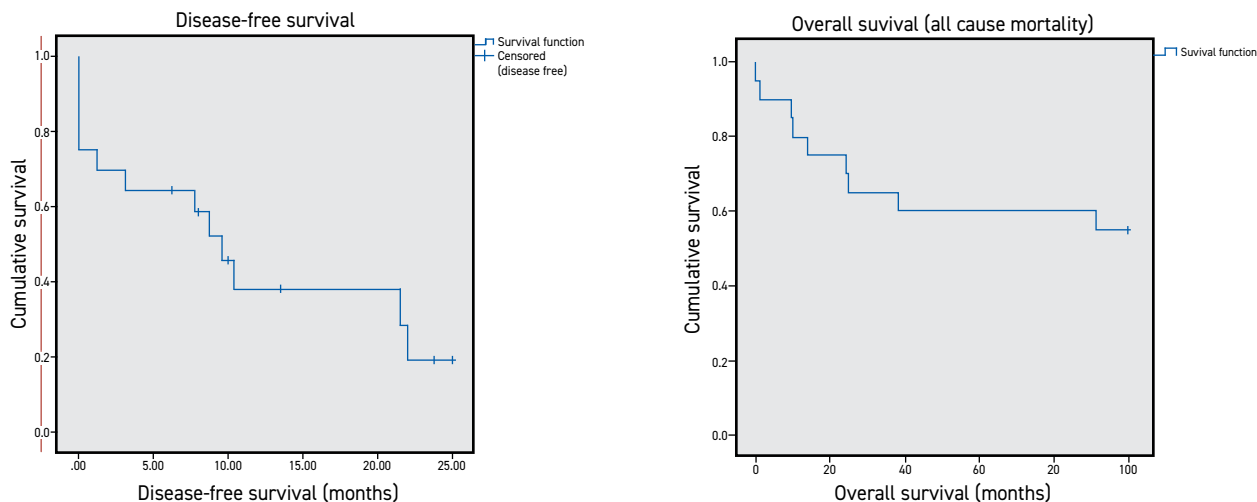 Disease-free survival
Survival function
Censored
(disease free)
1.0
0.8
0.6
0.4
0.2
0.0
Cumulative survival
.00 5.00 10.00 15.00 20.00 25.00
Disease-free survival (months)
Overall suvival (all cause mortality)
Suvival function
1.0
0.8
0.6
0.4
0.2
0.0
Cumulative survival
0 20 40 60 20 100
Overall survival (months)